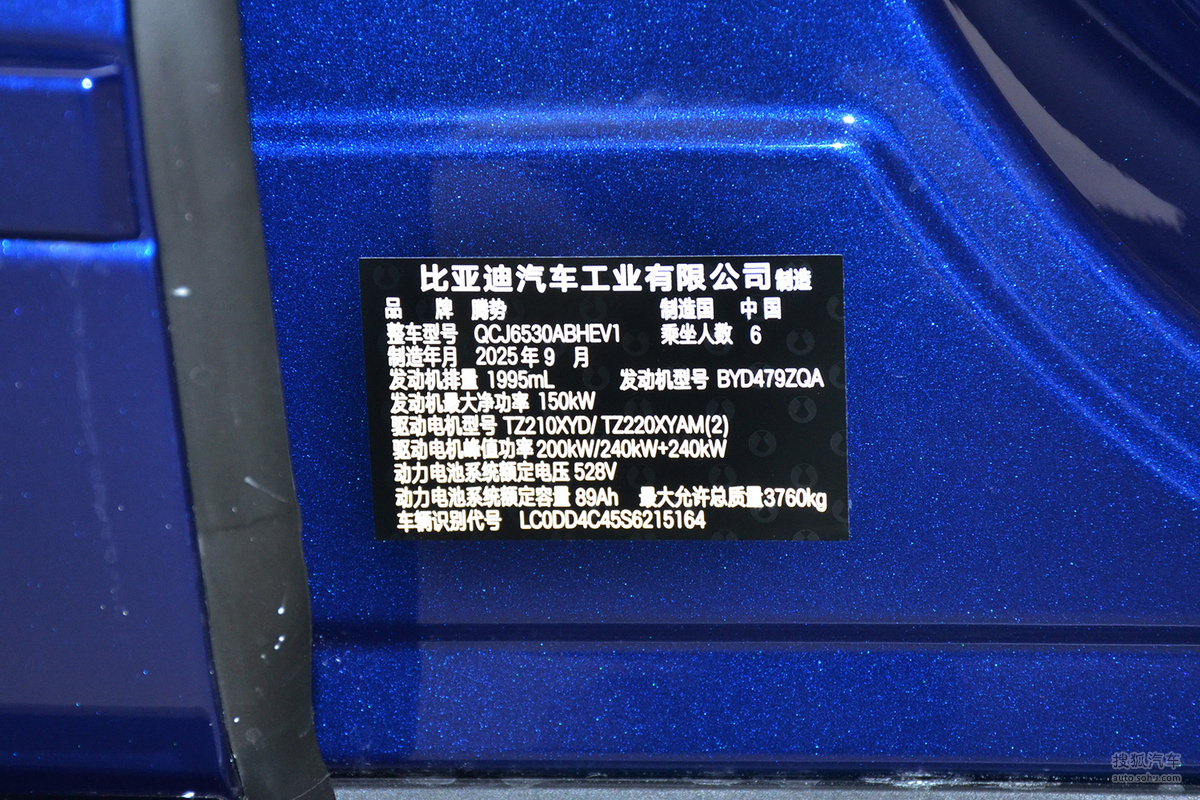 比亚迪汽车工业有限公司制造
品 牌 腾势 制造国 中国
整车型号 QCJ6530ABHEV1 乘坐人数 6
制造年月 2025年9 月
发动机排量 1995mL 发动机型号 BYD479ZQA
发动机最大净功率 150kW
驱动电机型号 TZ210XYD/ TZ220XYAM(2)
驱动电机峰值功率 200kW/240kW+240kW
动力电池系统额定电压 528V
动力电池系统额定容量 89Ah 最大允许总质量3760kg
车辆识别代号 LC0DD4C45S6215164
搜狐汽车
auto.sohu.com